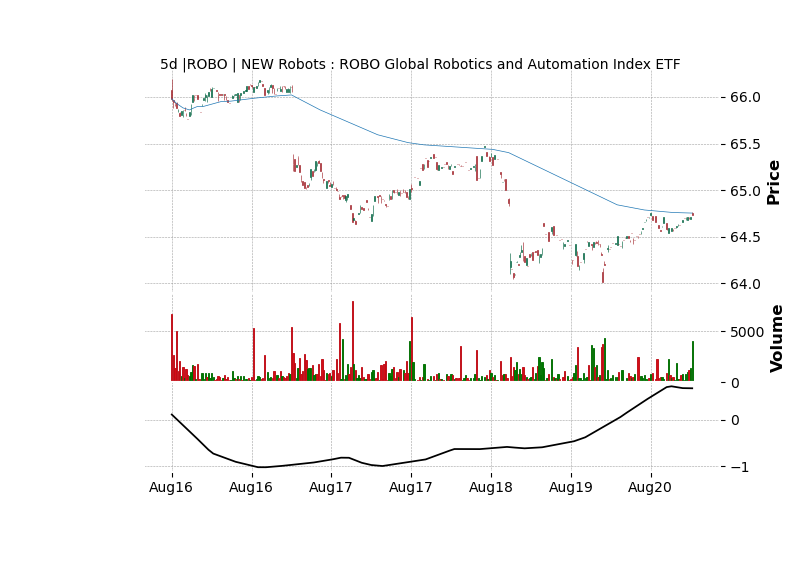 5d |ROBO | NEW Robots : ROBO Global Robotics and Automation Index ETF
66.0
65.5
65.0
64.5
64.0
Price
5000
0
Volume
0
−1
Aug16 Aug16 Aug17 Aug17 Aug18 Aug19 Aug20